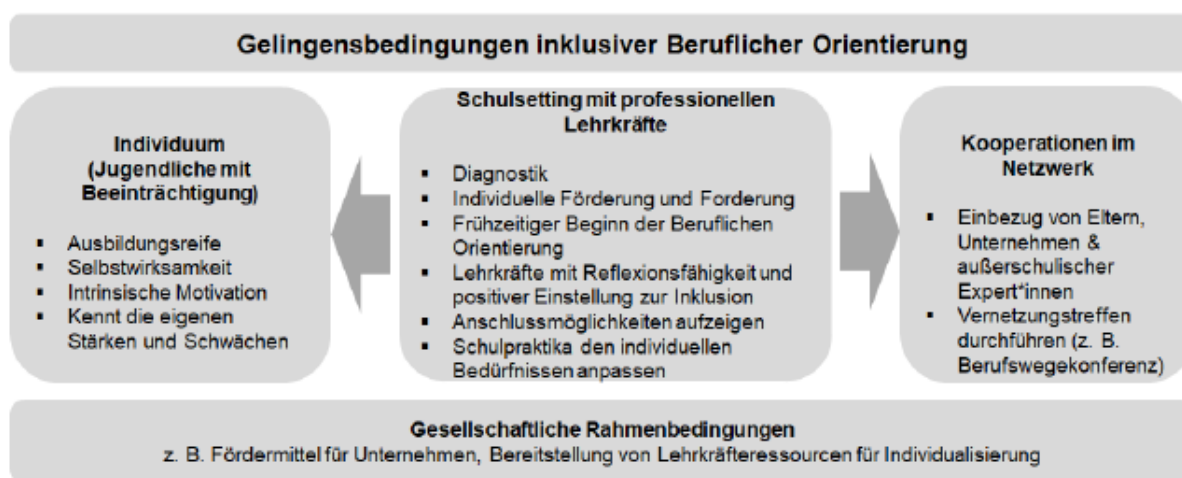 Gelingensbedingungen inklusiver Beruflicher Orientierung
Individuum
(Jugendliche mit
Beeinträchtigung)
▪ Ausbildungsreife
▪ Selbstwirksamkeit
▪ Intrinsische Motivation
▪ Kennt die eigenen
Stärken und Schwächen
Schulsetting mit professionellen
Lehrkräfte
▪ Diagnostik
▪ Individuelle Förderung und Forderung
▪ Frühzeitiger Beginn der Beruflichen
Orientierung
▪ Lehrkräfte mit Reflexionsfähigkeit und
positiver Einstellung zur Inklusion
▪ Anschlussmöglichkeiten aufzeigen
▪ Schulpraktika den individuellen
Bedürfnissen anpassen
Kooperationen im
Netzwerk
▪ Einbezug von Eltern,
Unternehmen &
außerschulischer
Expert*innen
▪ Vernetzungstreffen
durchführen (z. B.
Berufswegekonferenz)
Gesellschaftliche Rahmenbedingungen
z. B. Fördermittel für Unternehmen, Bereitstellung von Lehrkräfteressourcen für Individualisierung